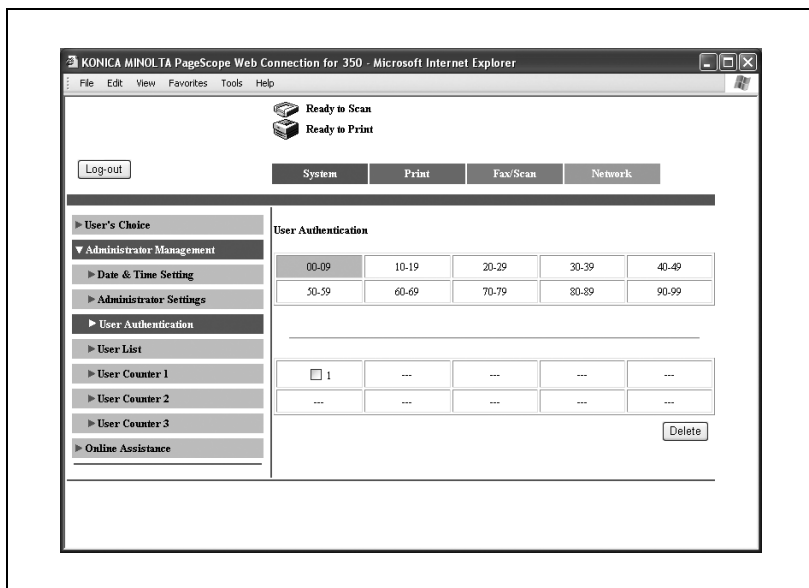 KONICA MINOLTA PageScope Web Connection for 350 - Microsoft Internet Explorer
File Edit View Favorites Tools Help
Ready to Scan
Ready to Print
Log-out
System Print Fax/Scan Network
User's Choice
Administrator Management
Date & Time Setting
Administrator Settings
User Authentication
User List
User Counter 1
User Counter 2
User Counter 3
Online Assistance
User Authentication
00-09 10-19 20-29 30-39 40-49
50-59 60-69 70-79 80-89 90-99
1 --- --- --- ---
--- --- --- --- ---
Delete